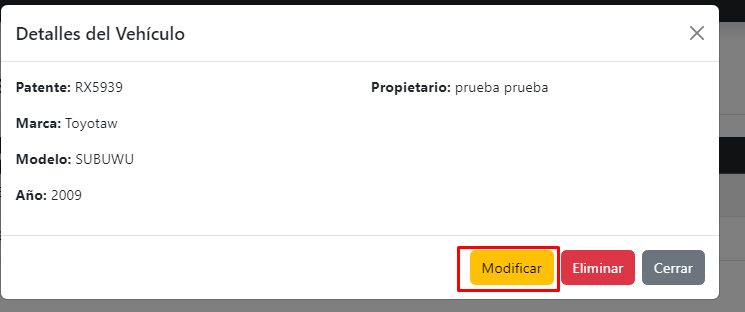 Detalles del Vehículo
Patente: RX5939
Propietario: prueba prueba
Marca: Toyotaw
Modelo: SUBUWU
Año: 2009
Modificar Eliminar Cerrar